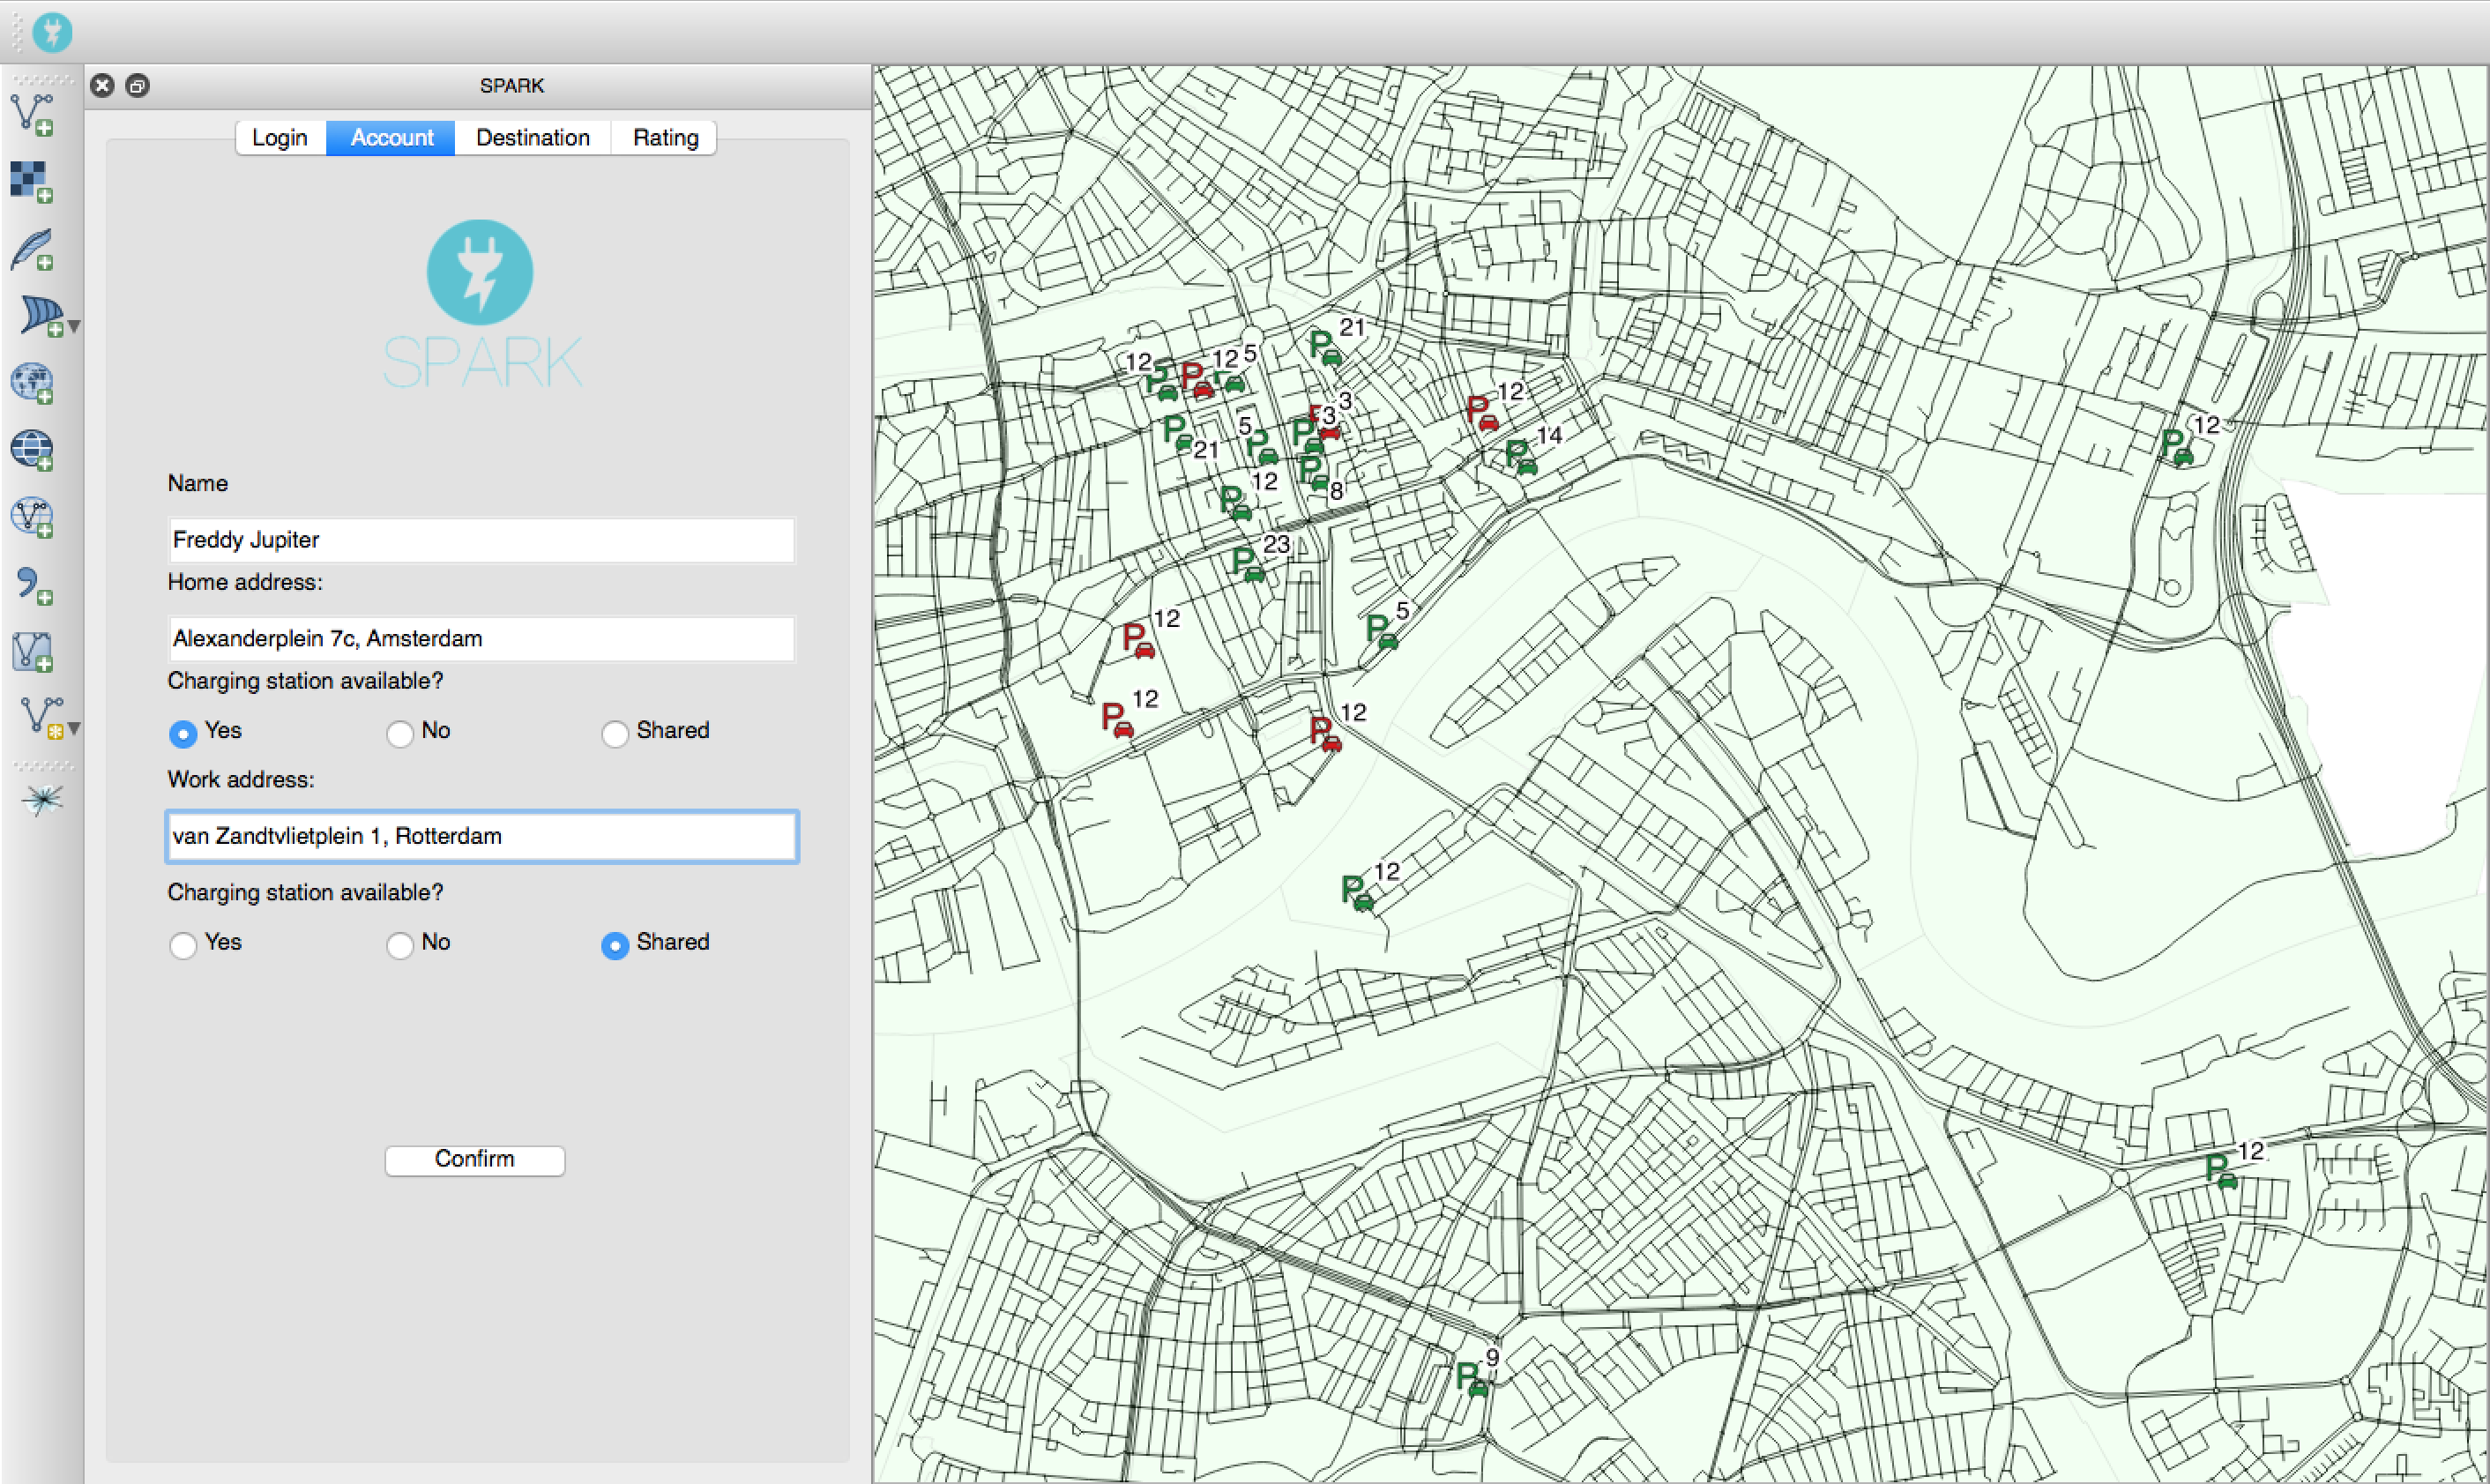 SPARK
Login Account Destination Rating
SPARK
Name
Freddy Jupiter
Home address:
Alexanderplein 7c, Amsterdam
Charging station available?
Yes No Shared
Work address:
van Zandtvlietplein 1, Rotterdam
Charging station available?
Yes No Shared
Confirm
P 21
P 12
P 12
P 5
P 3
P 3
P 12
P 14
P 12
P 21
P 5
P 8
P 12
P 23
P 12
P 5
P 12
P 12
P 12
P 12
P 9